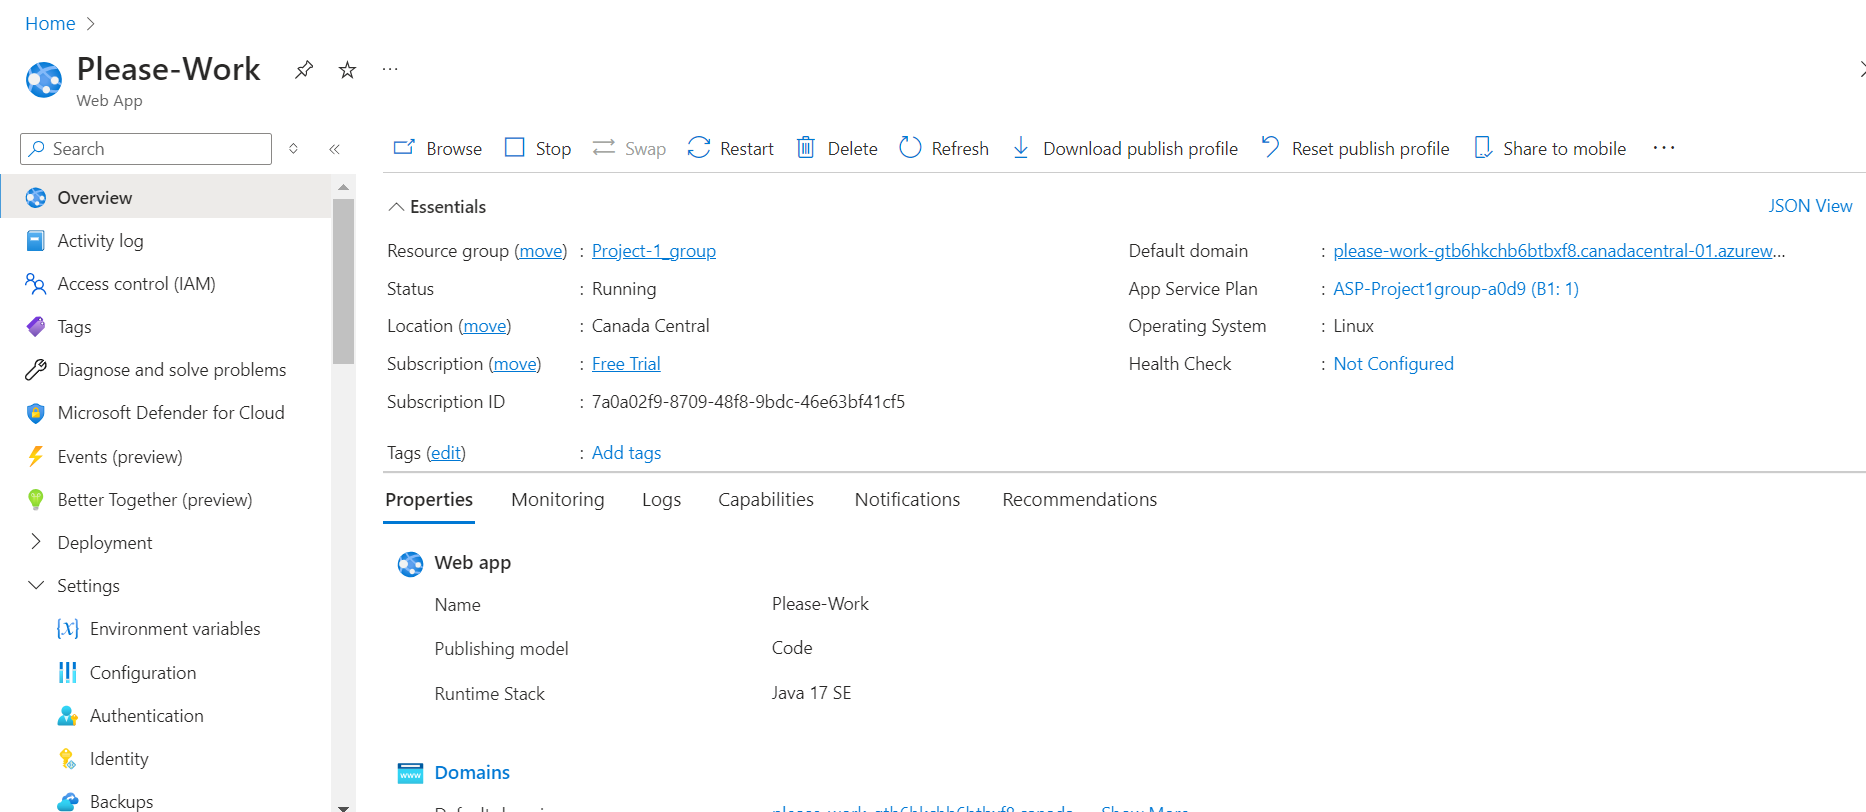 Home
Please-Work
Web App
Search
Overview
Activity log
Access control (IAM)
Tags
Diagnose and solve problems
Microsoft Defender for Cloud
Events (preview)
Better Together (preview)
Deployment
Settings
Environment variables
Configuration
Authentication
Identity
Backups
Browse Stop Swap Restart Delete Refresh Download publish profile Reset publish profile Share to mobile ...
Essentials
JSON View
Resource group (move) : Project-1_group
Status : Running
Location (move) : Canada Central
Subscription (move) : Free Trial
Subscription ID : 7a0a02f9-8709-48f8-9bdc-46e63bf41cf5
Tags (edit) : Add tags
Default domain : please-work-gtb6hkchb6btbxf8.canadacentral-01.azurew...
App Service Plan : ASP-Project1group-a0d9 (B1: 1)
Operating System : Linux
Health Check : Not Configured
Properties Monitoring Logs Capabilities Notifications Recommendations
Web app
Name Please-Work
Publishing model Code
Runtime Stack Java 17 SE
www
Domains